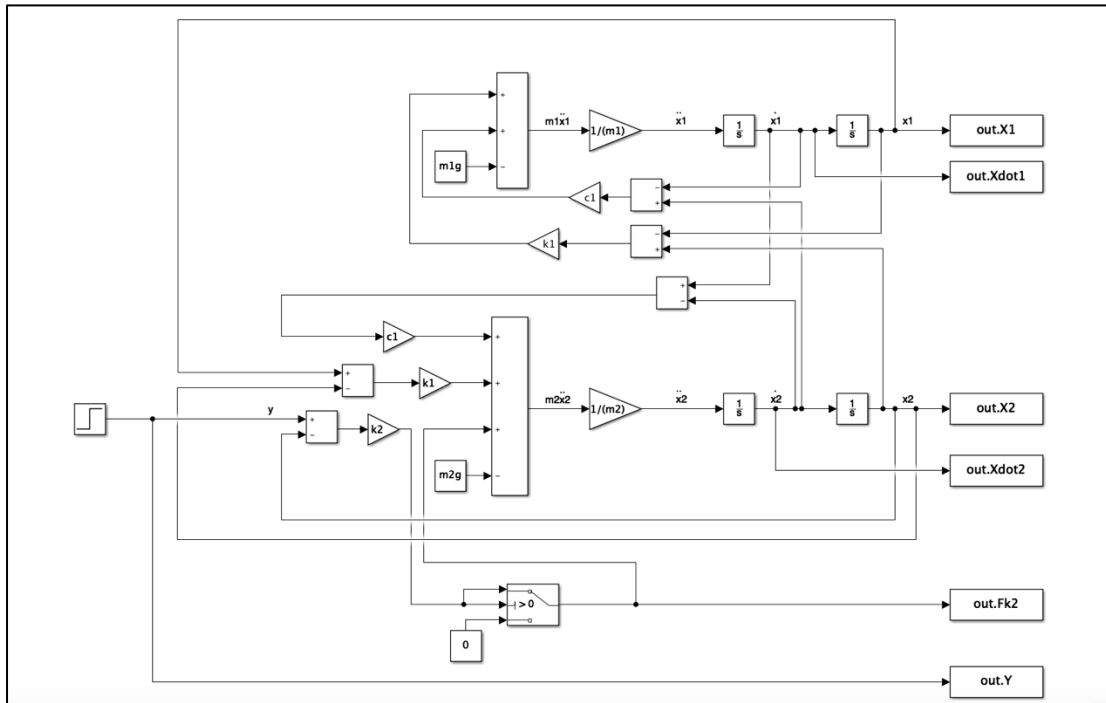 +
+
−
m1g
m1ẍ1
1/(m1)
ẍ1
1/s
ẋ1
1/s
x1
out.X1
out.Xdot1
c1
−
+
k1
−
+
+
−
c1
+
+
+
−
+
−
k1
m2ẍ2
1/(m2)
ẍ2
1/s
ẋ2
1/s
x2
out.X2
y
+
−
k2
m2g
out.Xdot2
> 0
0
out.Fk2
out.Y